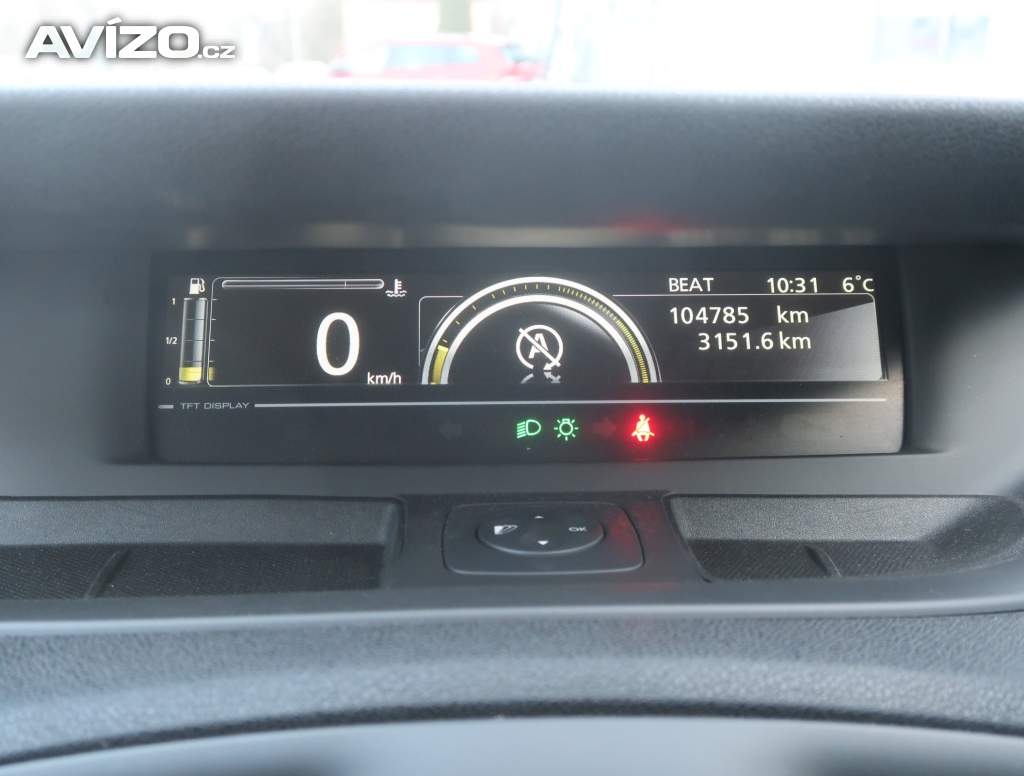 AVÍZO.cz
BEAT 10:31 6°C
1
1/2
0
0 km/h
A
104785 km
3151.6 km
TFT DISPLAY
OK